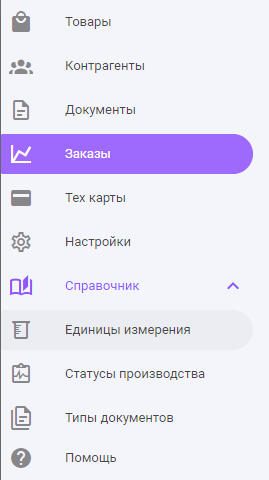 Товары
Контрагенты
Документы
Заказы
Тех карты
Настройки
Справочник
Единицы измерения
Статусы производства
Типы документов
Помощь